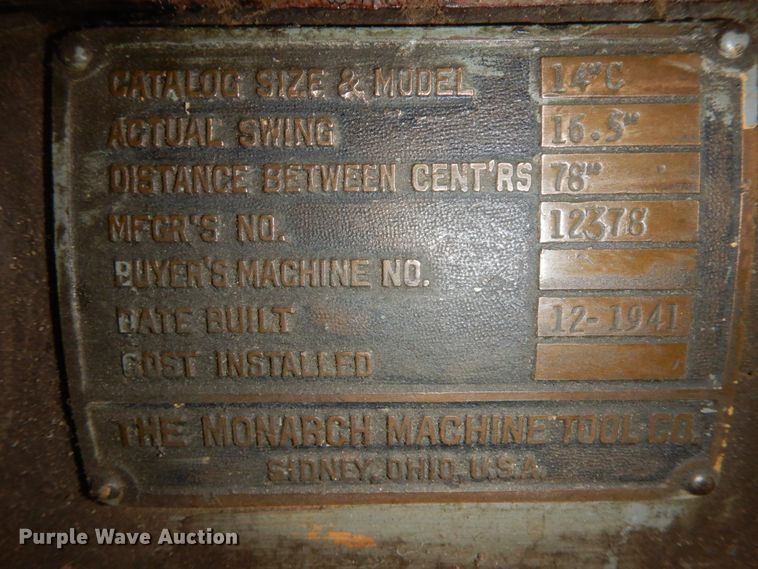 CATALOG SIZE & MODEL 14"C
ACTUAL SWING 16.5"
DISTANCE BETWEEN CENT'RS 78"
MFGR'S NO. 12378
BUYER'S MACHINE NO.
DATE BUILT 12-1941
COST INSTALLED
THE MONARCH MACHINE TOOL CO.
SIDNEY, OHIO, U.S.A.
Purple Wave Auction